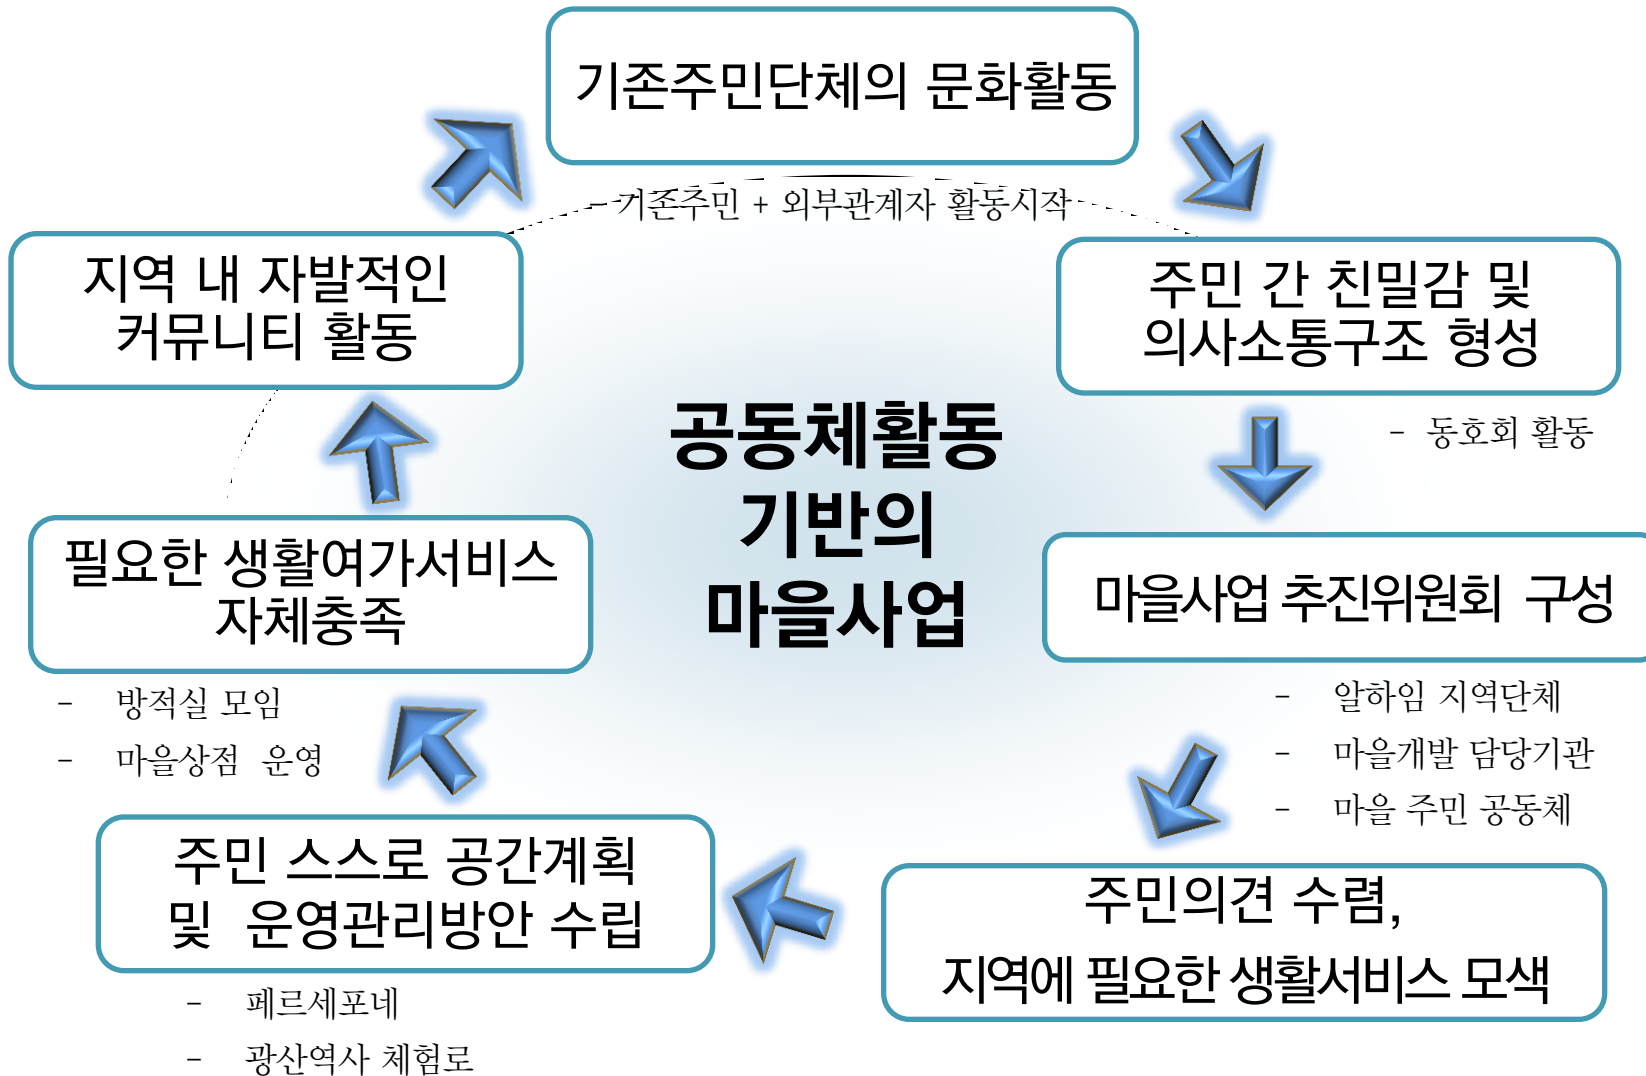 기존주민단체의 문화활동
- 기존주민 + 외부관계자 활동시작
주민 간 친밀감 및
의사소통구조 형성
- 동호회 활동
마을사업 추진위원회 구성
- 알하임 지역단체
- 마을개발 담당기관
- 마을 주민 공동체
주민의견 수렴,
지역에 필요한 생활서비스 모색
주민 스스로 공간계획
및 운영관리방안 수립
- 페르세포네
- 광산역사 체험로
필요한 생활여가서비스
자체충족
- 방적실 모임
- 마을상점 운영
지역 내 자발적인
커뮤니티 활동
공동체활동
기반의
마을사업